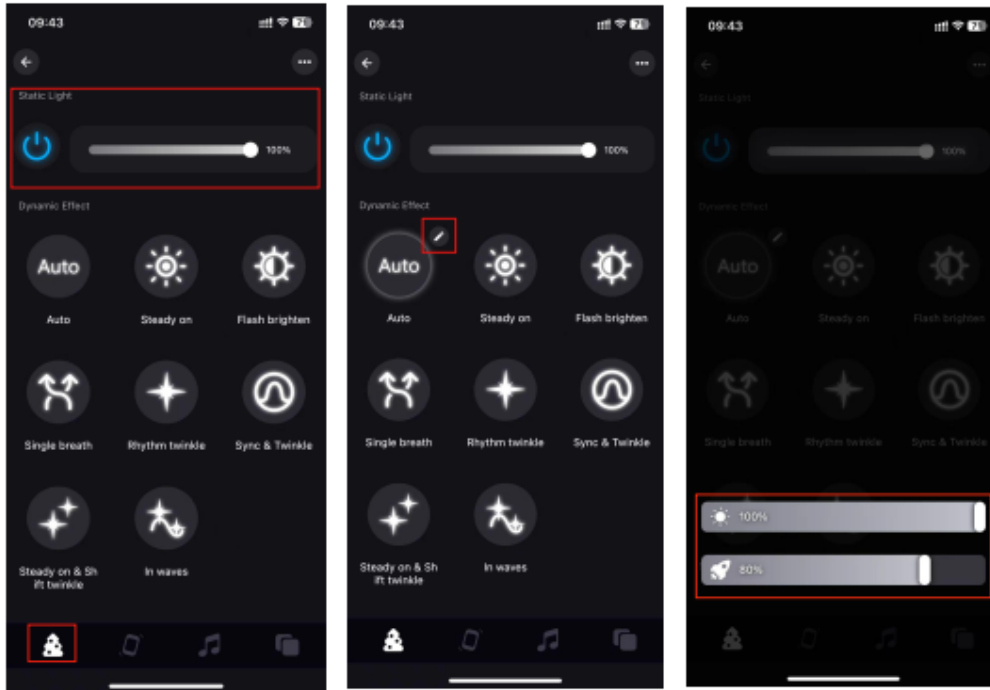 09:43
Static Light
100%
Dynamic Effect
Auto
Auto
Steady on
Flash brighten
Single breath
Rhythm twinkle
Sync & Twinkle
Steady on & Sh
ift twinkle
In waves
09:43
Static Light
100%
Dynamic Effect
Auto
Auto
Steady on
Flash brighten
Single breath
Rhythm twinkle
Sync & Twinkle
Steady on & Sh
ift twinkle
In waves
09:43
Static Light
100%
Dynamic Effect
Auto
Auto
Steady on
Flash brighten
Single breath
Rhythm twinkle
Sync & Twinkle
100%
80%